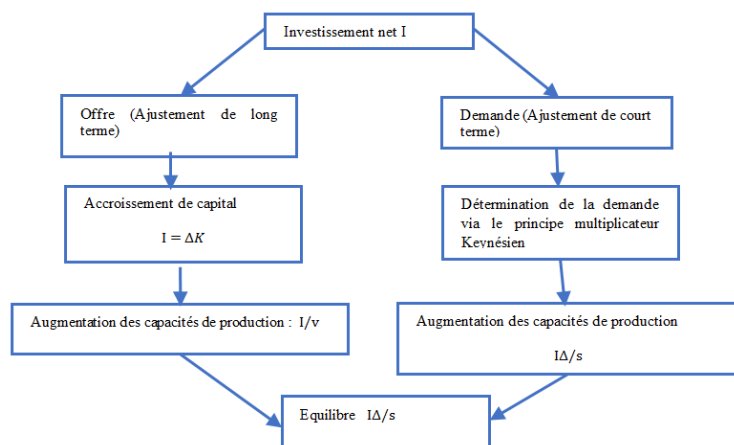 Investissement net I
Offre (Ajustement de long
terme)
Demande (Ajustement de court
terme)
Accroissement de capital
I = ΔK
Détermination de la demande
via le principe multiplicateur
Keynésien
Augmentation des capacités de production : I/v
Augmentation des capacités de production
IΔ/s
Equilibre IΔ/s